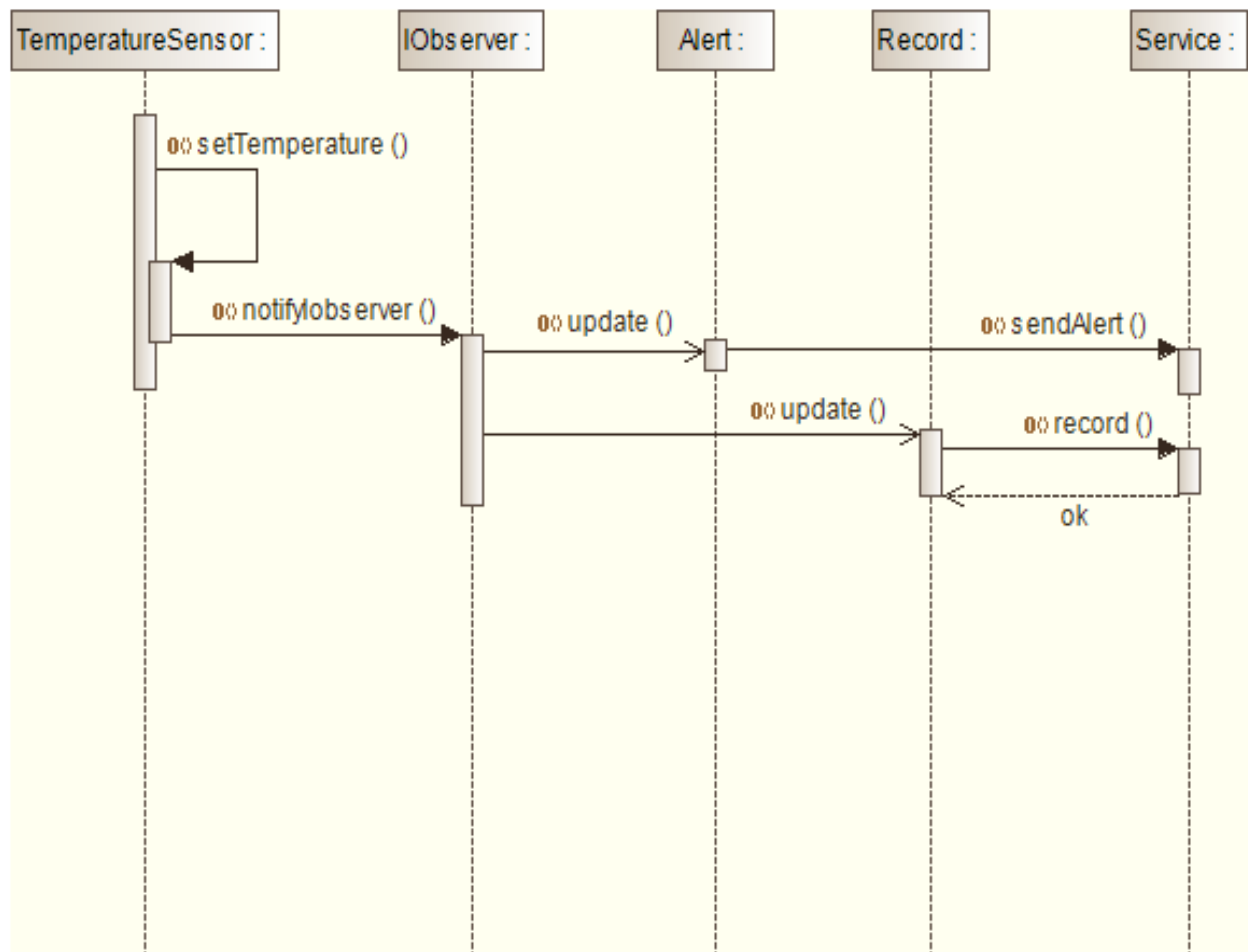 TemperatureSensor : IObserver : Alert : Record : Service :
setTemperature ()
notifyIobserver ()
update ()
sendAlert ()
update ()
record ()
ok